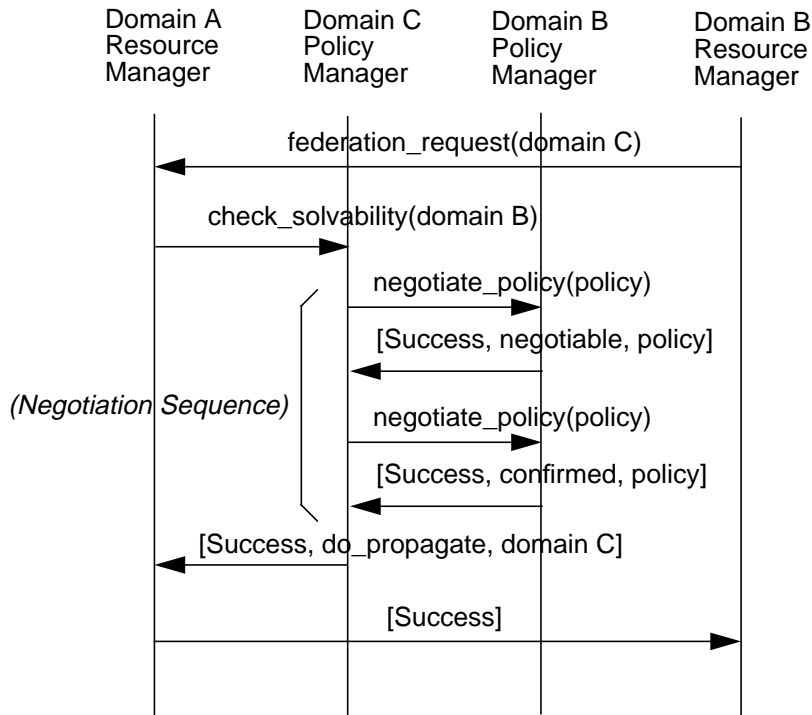 Domain A
Resource
Manager
Domain C
Policy
Manager
Domain B
Policy
Manager
Domain B
Resource
Manager
federation_request(domain C)
check_solvability(domain B)
negotiate_policy(policy)
[Success, negotiable, policy]
(Negotiation Sequence)
negotiate_policy(policy)
[Success, confirmed, policy]
[Success, do_propagate, domain C]
[Success]